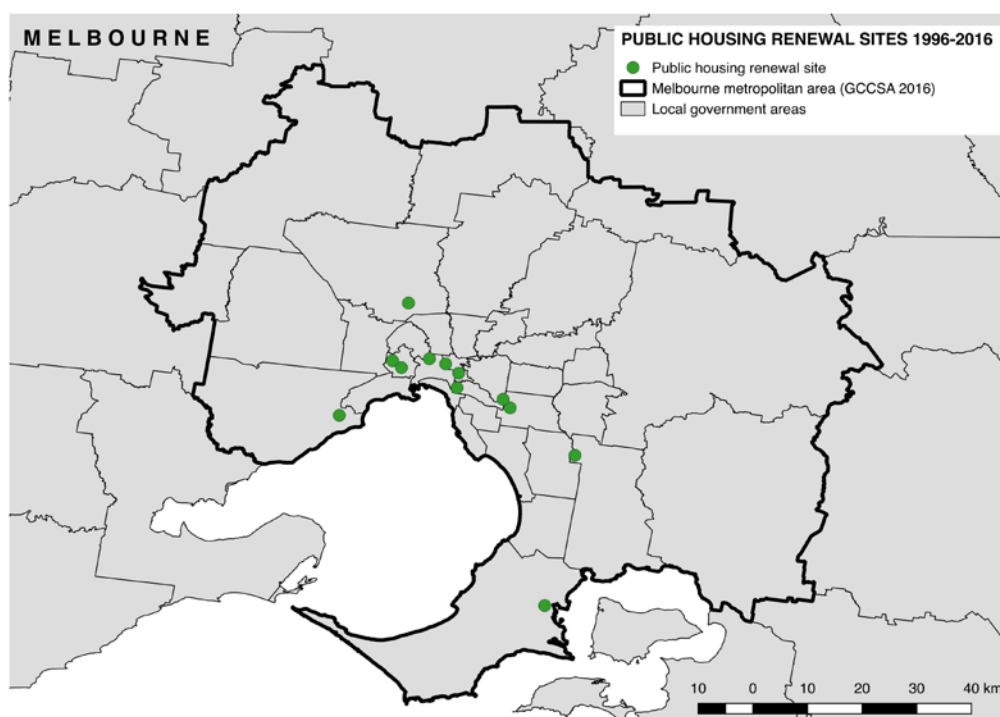 MELBOURNE
PUBLIC HOUSING RENEWAL SITES 1996-2016
Public housing renewal site
Melbourne metropolitan area (GCCSA 2016)
Local government areas
10 0 10 20 30 40 km